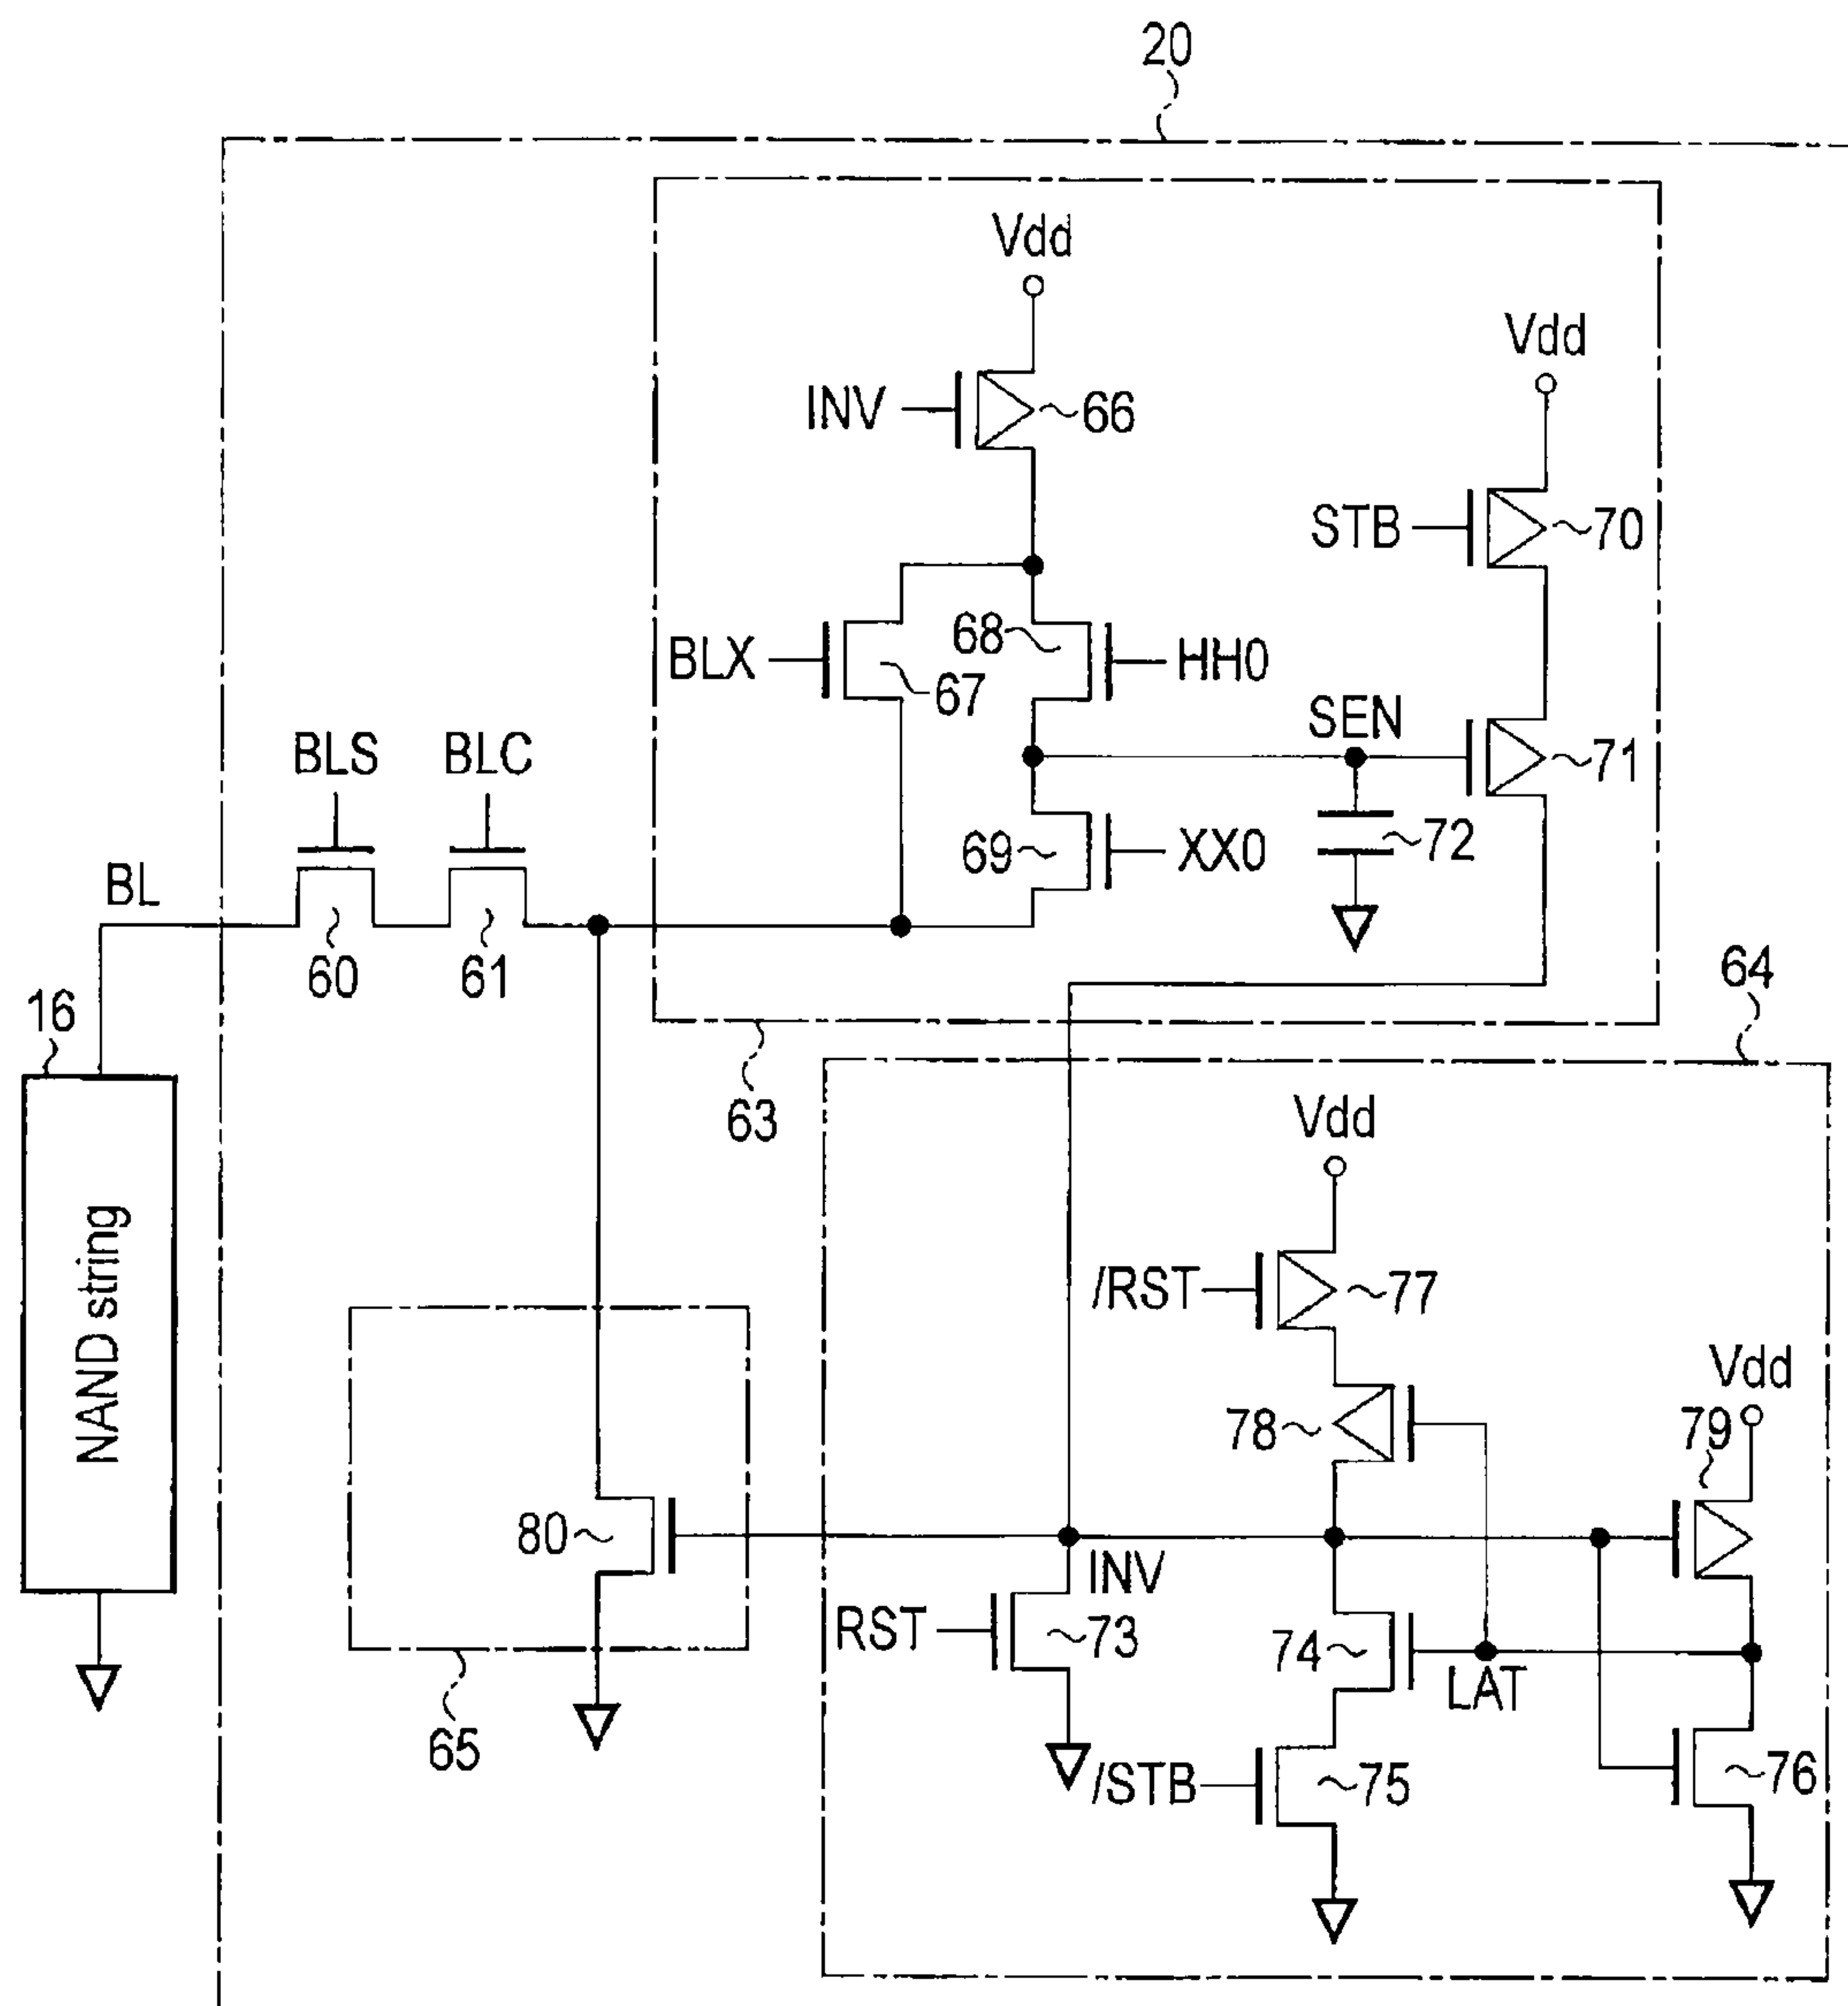 20
Vdd
INV
66
Vdd
STB
70
BLX
67
68
HH0
SEN
71
BLS
BLC
69
XX0
72
BL
60
61
16
64
63
Vdd
NAND string
/RST
77
Vdd
78
79
80
INV
RST
73
74
LAT
65
/STB
75
76